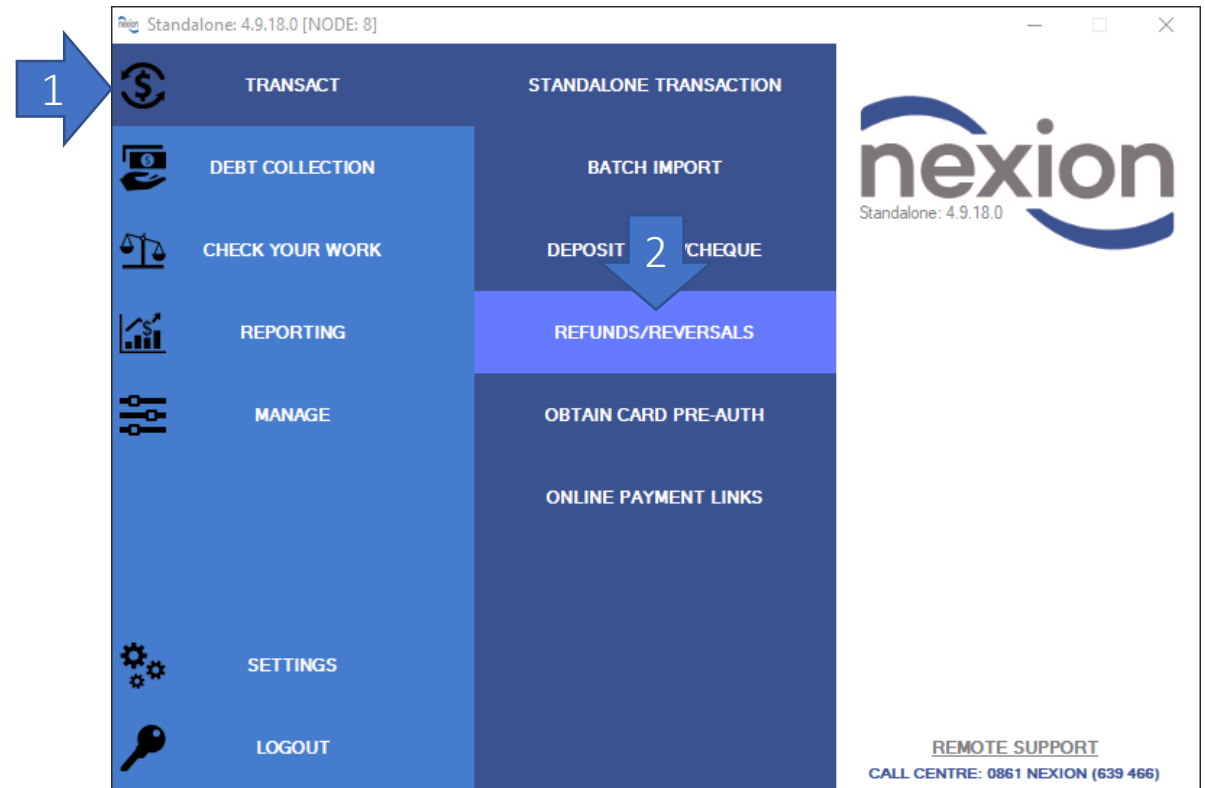 Standalone: 4.9.18.0 [NODE: 8]
1
TRANSACT
DEBT COLLECTION
CHECK YOUR WORK
REPORTING
MANAGE
SETTINGS
LOGOUT
STANDALONE TRANSACTION
BATCH IMPORT
DEPOSIT /CHEQUE
2
REFUNDS/REVERSALS
OBTAIN CARD PRE-AUTH
ONLINE PAYMENT LINKS
nexion
Standalone: 4.9.18.0
REMOTE SUPPORT
CALL CENTRE: 0861 NEXION (639 466)